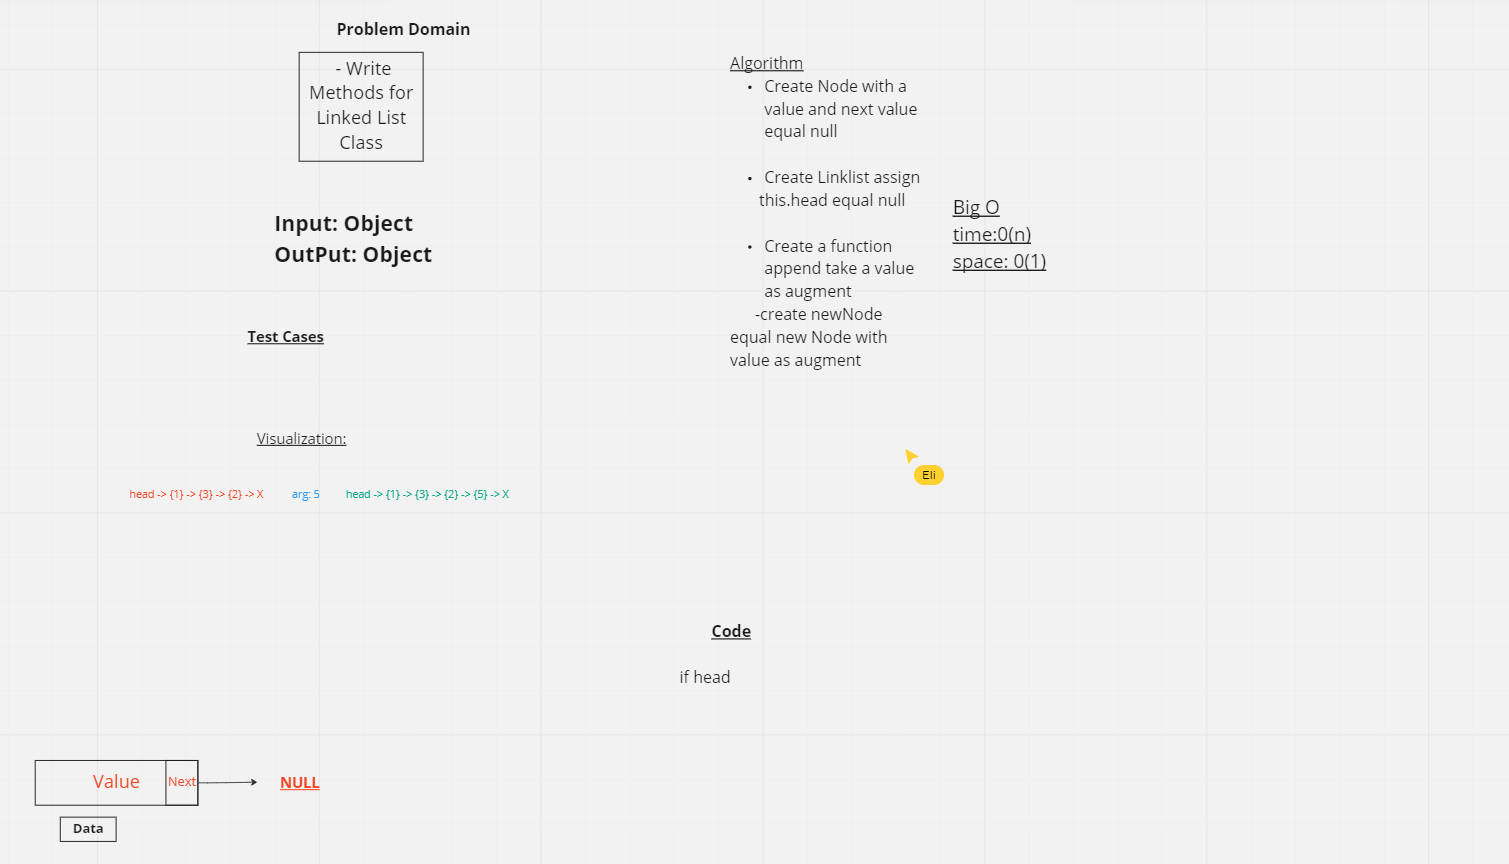 Problem Domain
- Write
Methods for
Linked List
Class
Input: Object
OutPut: Object
Test Cases
Visualization:
head -> {1} -> {3} -> {2} -> X
arg: 5
head -> {1} -> {3} -> {2} -> {5} -> X
Algorithm
• Create Node with a
value and next value
equal null
• Create Linklist assign
this.head equal null
• Create a function
append take a value
as augment
-create newNode
equal new Node with
value as augment
Big O
time:0(n)
space: 0(1)
Eli
Code
if head
Value
Next
NULL
Data